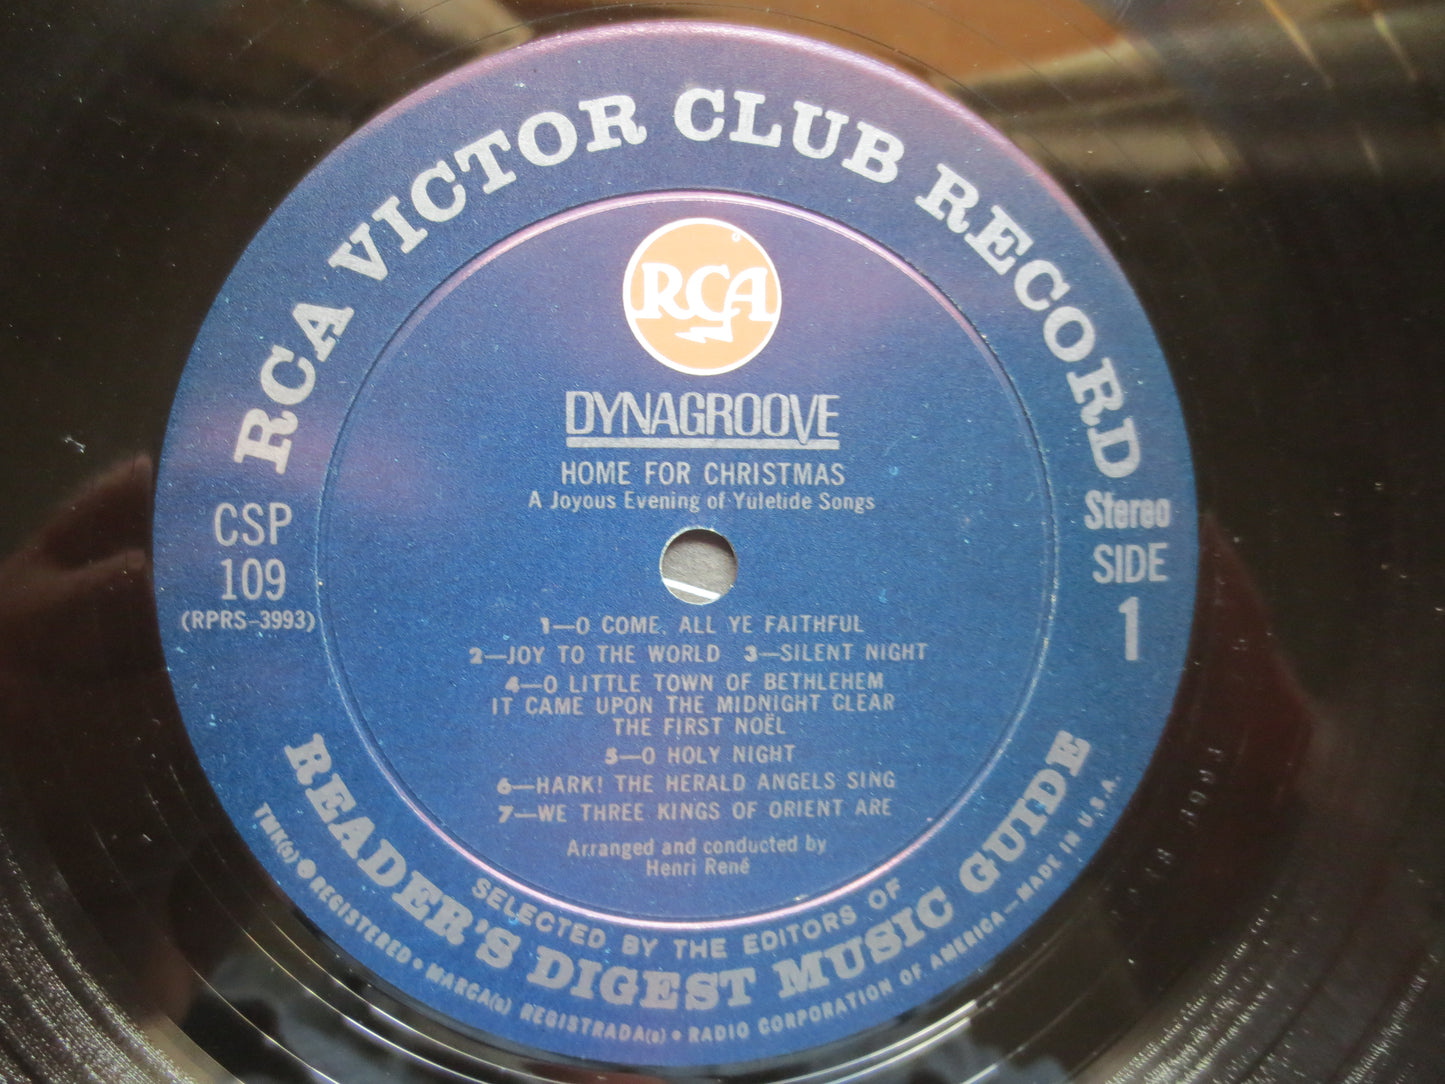 RCA VICTOR CLUB RECORD
RCA
DYNAGROOVE
HOME FOR CHRISTMAS
A Joyous Evening of Yuletide Songs
CSP
109
(RPRS-3993)
Stereo
SIDE
1
1—O COME, ALL YE FAITHFUL
2—JOY TO THE WORLD 3—SILENT NIGHT
4—O LITTLE TOWN OF BETHLEHEM
IT CAME UPON THE MIDNIGHT CLEAR
THE FIRST NOËL
5—O HOLY NIGHT
6—HARK! THE HERALD ANGELS SING
7—WE THREE KINGS OF ORIENT ARE
Arranged and conducted by
Henri René
SELECTED BY THE EDITORS OF
READER'S DIGEST MUSIC GUIDE
TMK(s) ● REGISTERED • MARCA(s) REGISTRADA(s) • RADIO CORPORATION OF AMERICA—MADE IN U.S.A.